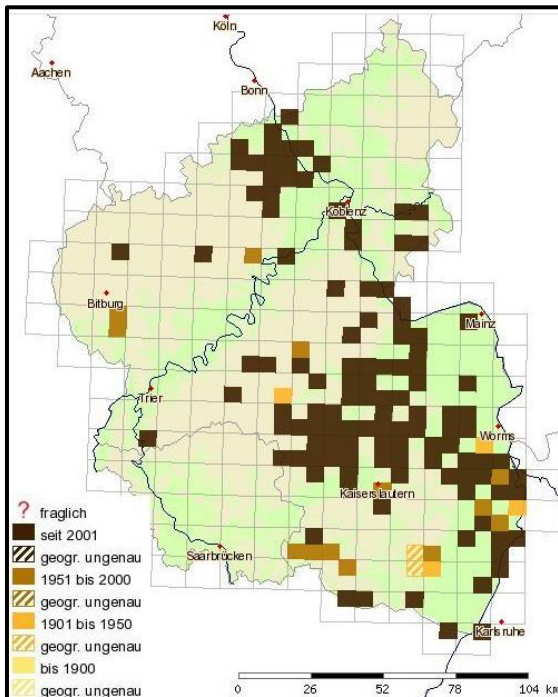 Köln
Aachen
Bonn
Koblenz
Bitburg
Mainz
Trier
Worms
Kaiserslautern
? fraglich
seit 2001
geogr. ungenau
Saarbrücken
1951 bis 2000
geogr. ungenau
1901 bis 1950
geogr. ungenau
Karlsruhe
bis 1900
geogr. ungenau
0 26 52 78 104 km